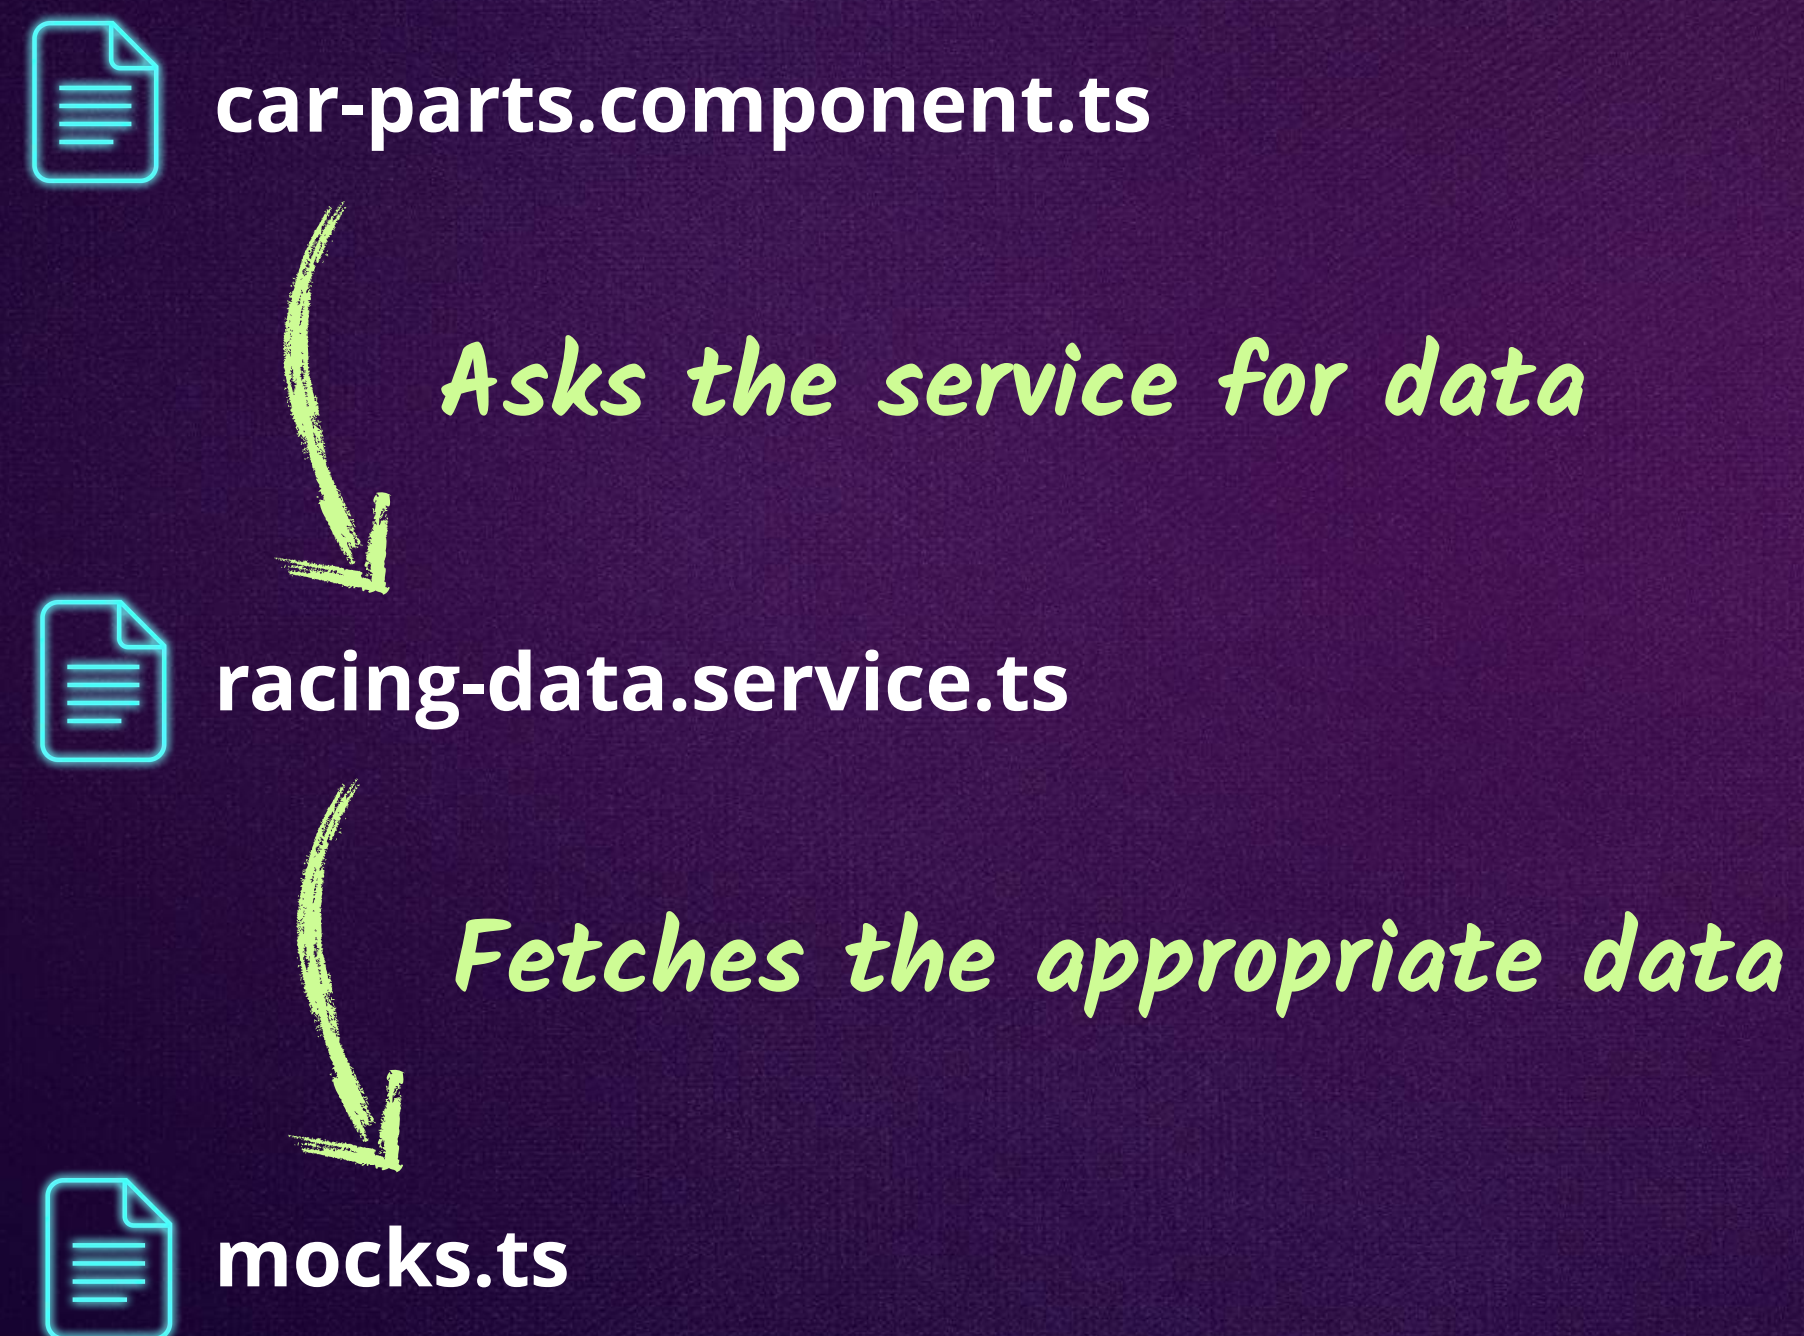 car-parts.component.ts
Asks the service for data
racing-data.service.ts
Fetches the appropriate data
mocks.ts